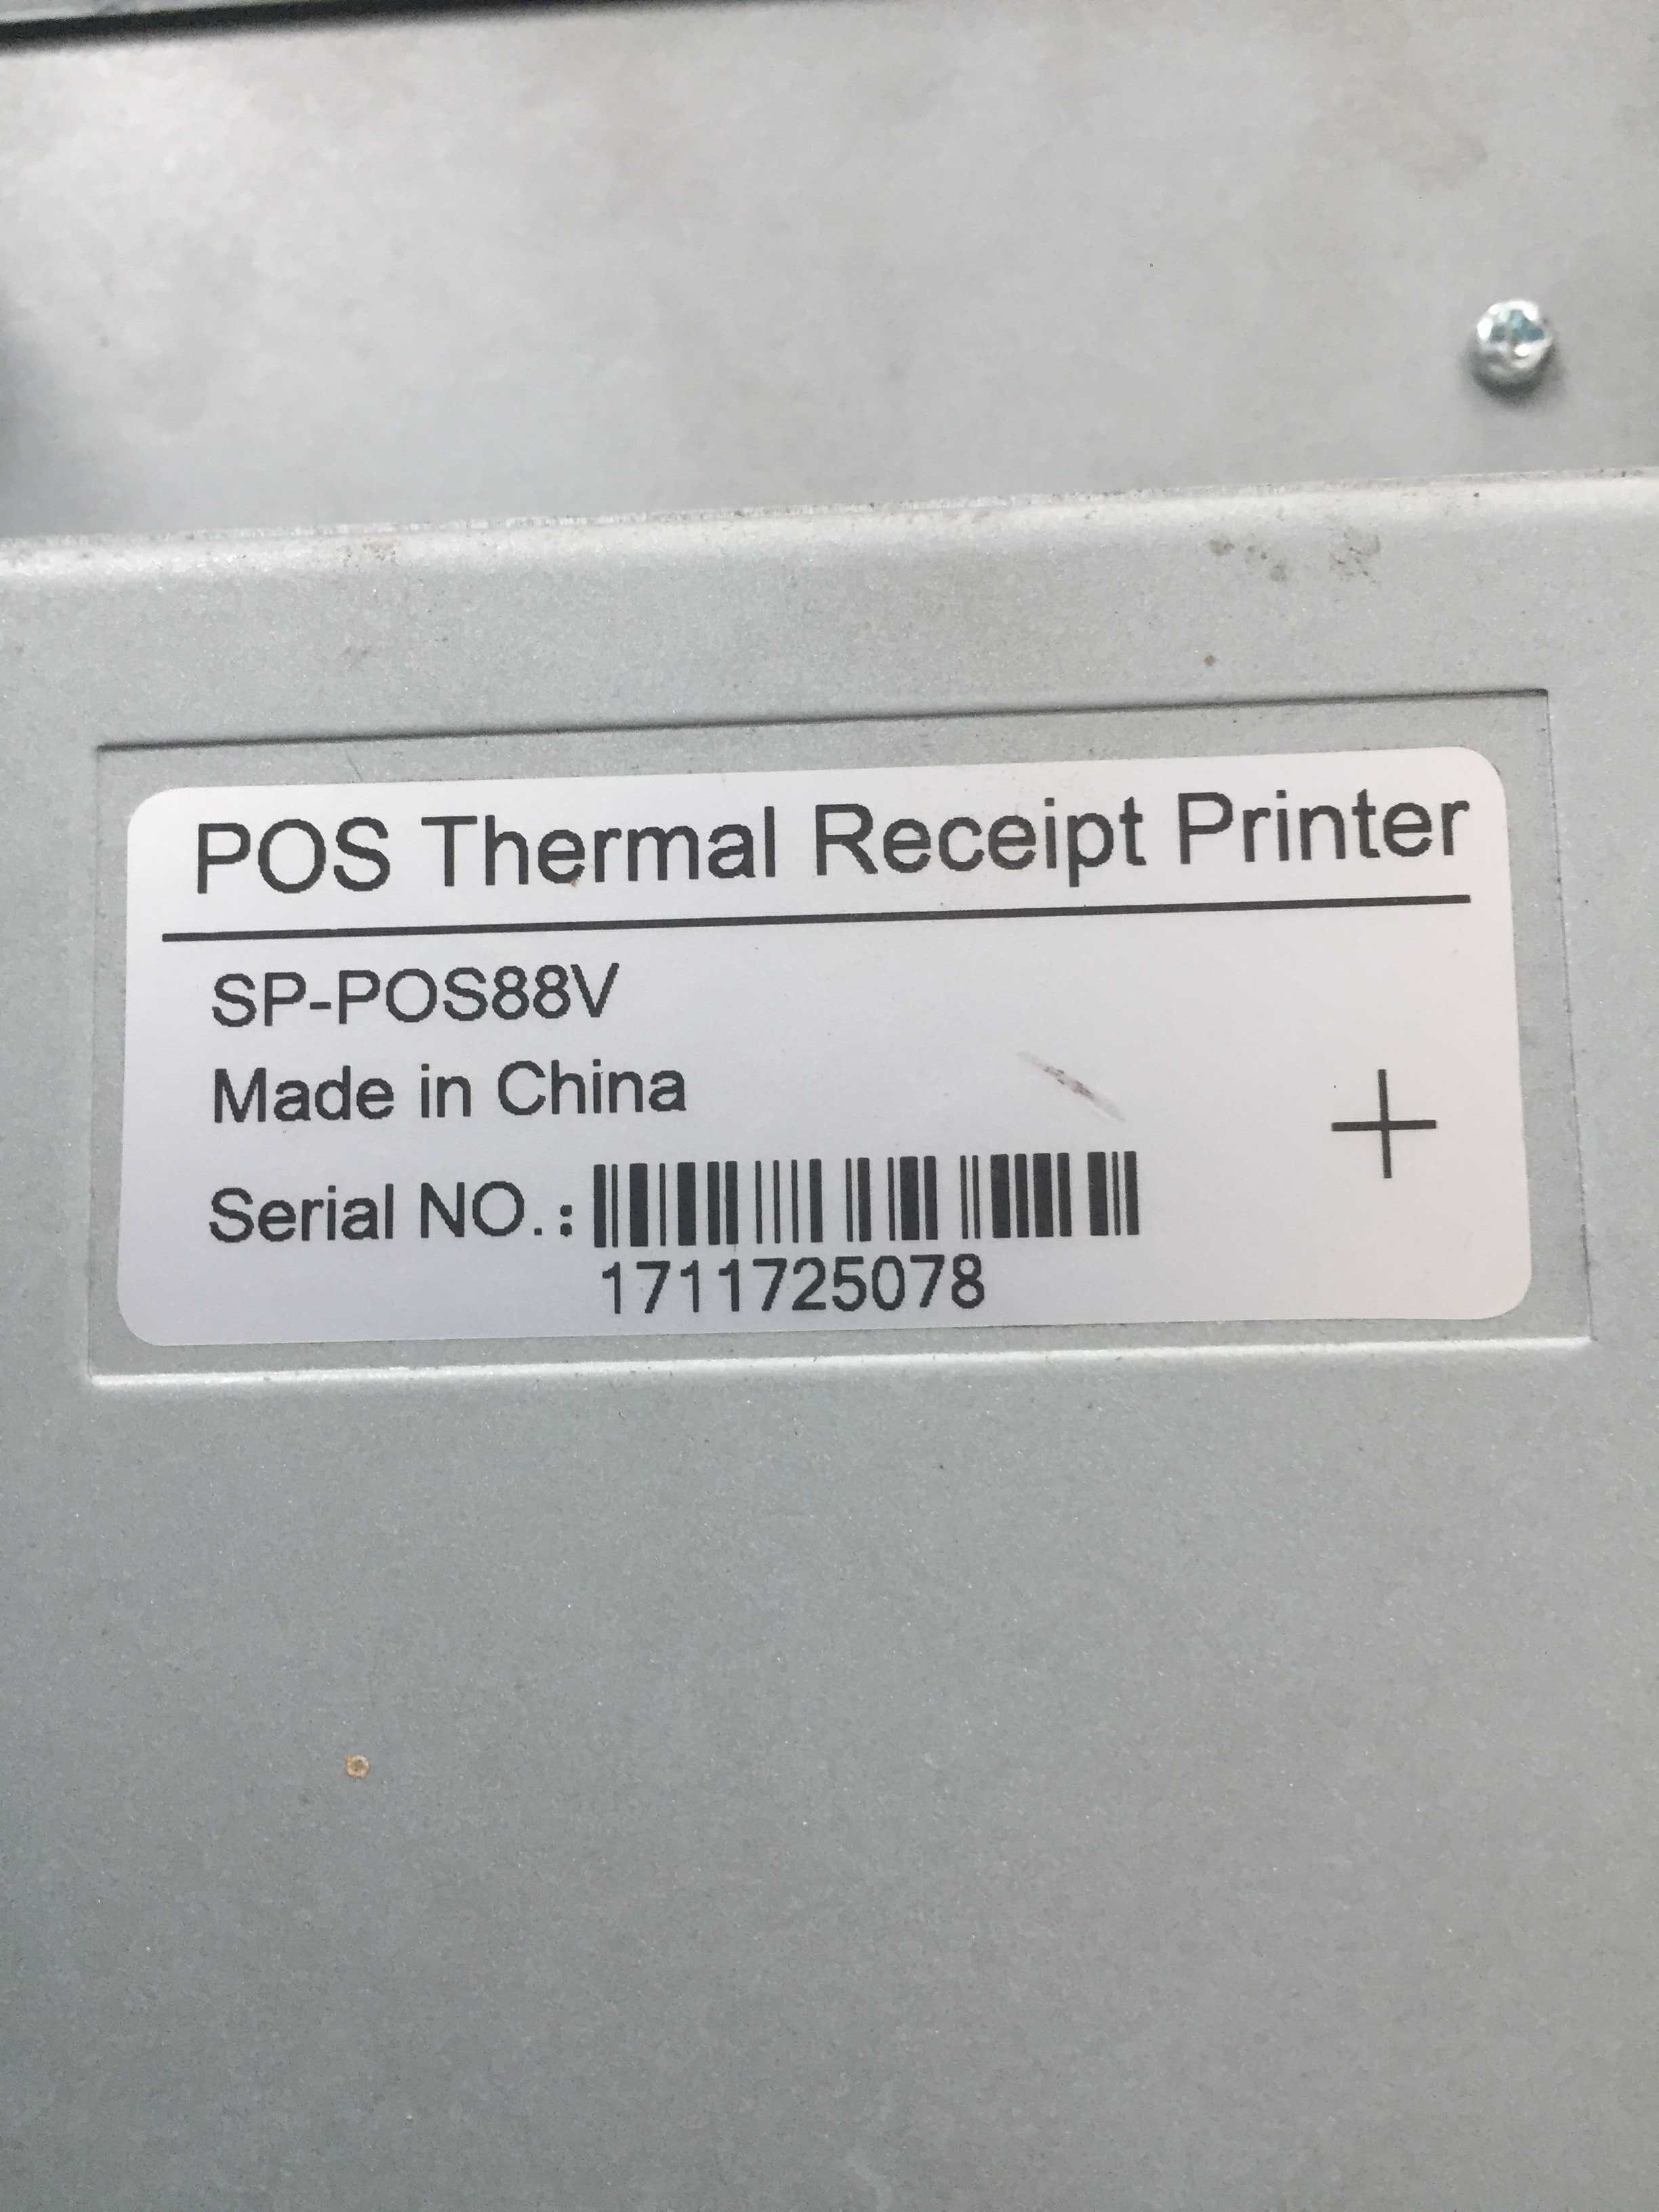 POS Thermal Receipt Printer
SP-POS88V
Made in China
Serial NO.:
1711725078